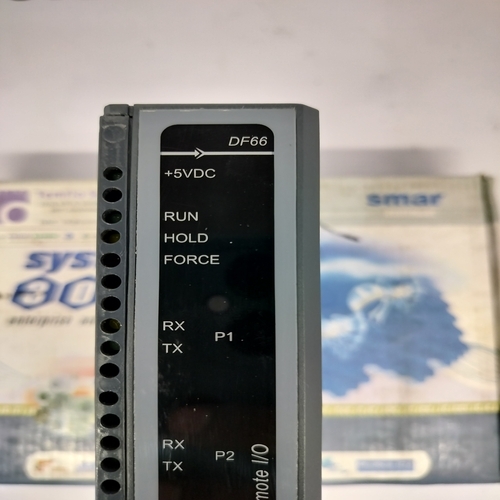 DF66
+5VDC
RUN
HOLD
FORCE
RX
P1
TX
RX
P2
TX
smar